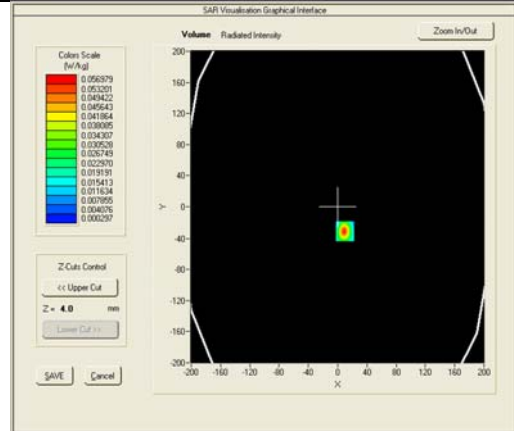 SAR Visualisation Graphical Interface
Volume Radiated Intensity
Zoom In/Out
Colors Scale
(W/kg)
0.056979
0.053201
0.049422
0.045643
0.041864
0.038085
0.034307
0.030528
0.026749
0.022970
0.019191
0.015413
0.011634
0.007855
0.004076
0.000297
Z-Cuts Control
<< Upper Cut
Z = 4.0 mm
Lower Cut >>
SAVE Cancel
200
160
120
80
40
0
-40
-80
-120
-160
-200
Y
-200 -160 -120 -80 -40 0 40 80 120 160 200
X